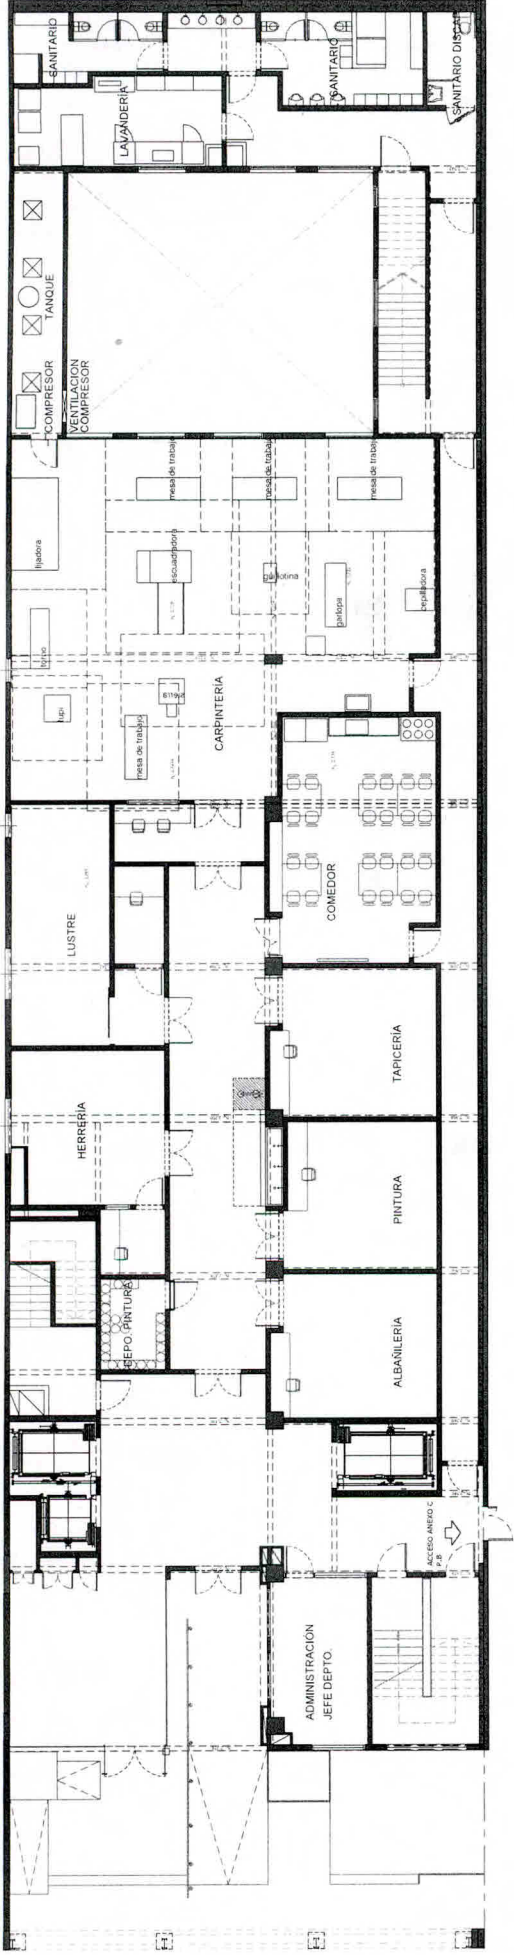 SANITARIO
SANITARIO
SANITARIO DISCAP
LAVANDERÍA
TANQUE
COMPRESOR
VENTILACION
COMPRESOR
mesa de trabajo
mesa de trabajo
mesa de trabajo
lijadora
escuadradora
guillotina
garlopa
cepilladora
torno
tupi
sierra
mesa de trabajo
CARPINTERÍA
COMEDOR
LUSTRE
TAPICERÍA
HERRERÍA
PINTURA
DEPO. PINTURA
ALBAÑILERÍA
ACCESO ANEXO C
P.B
ADMINISTRACIÓN
JEFE DEPTO.